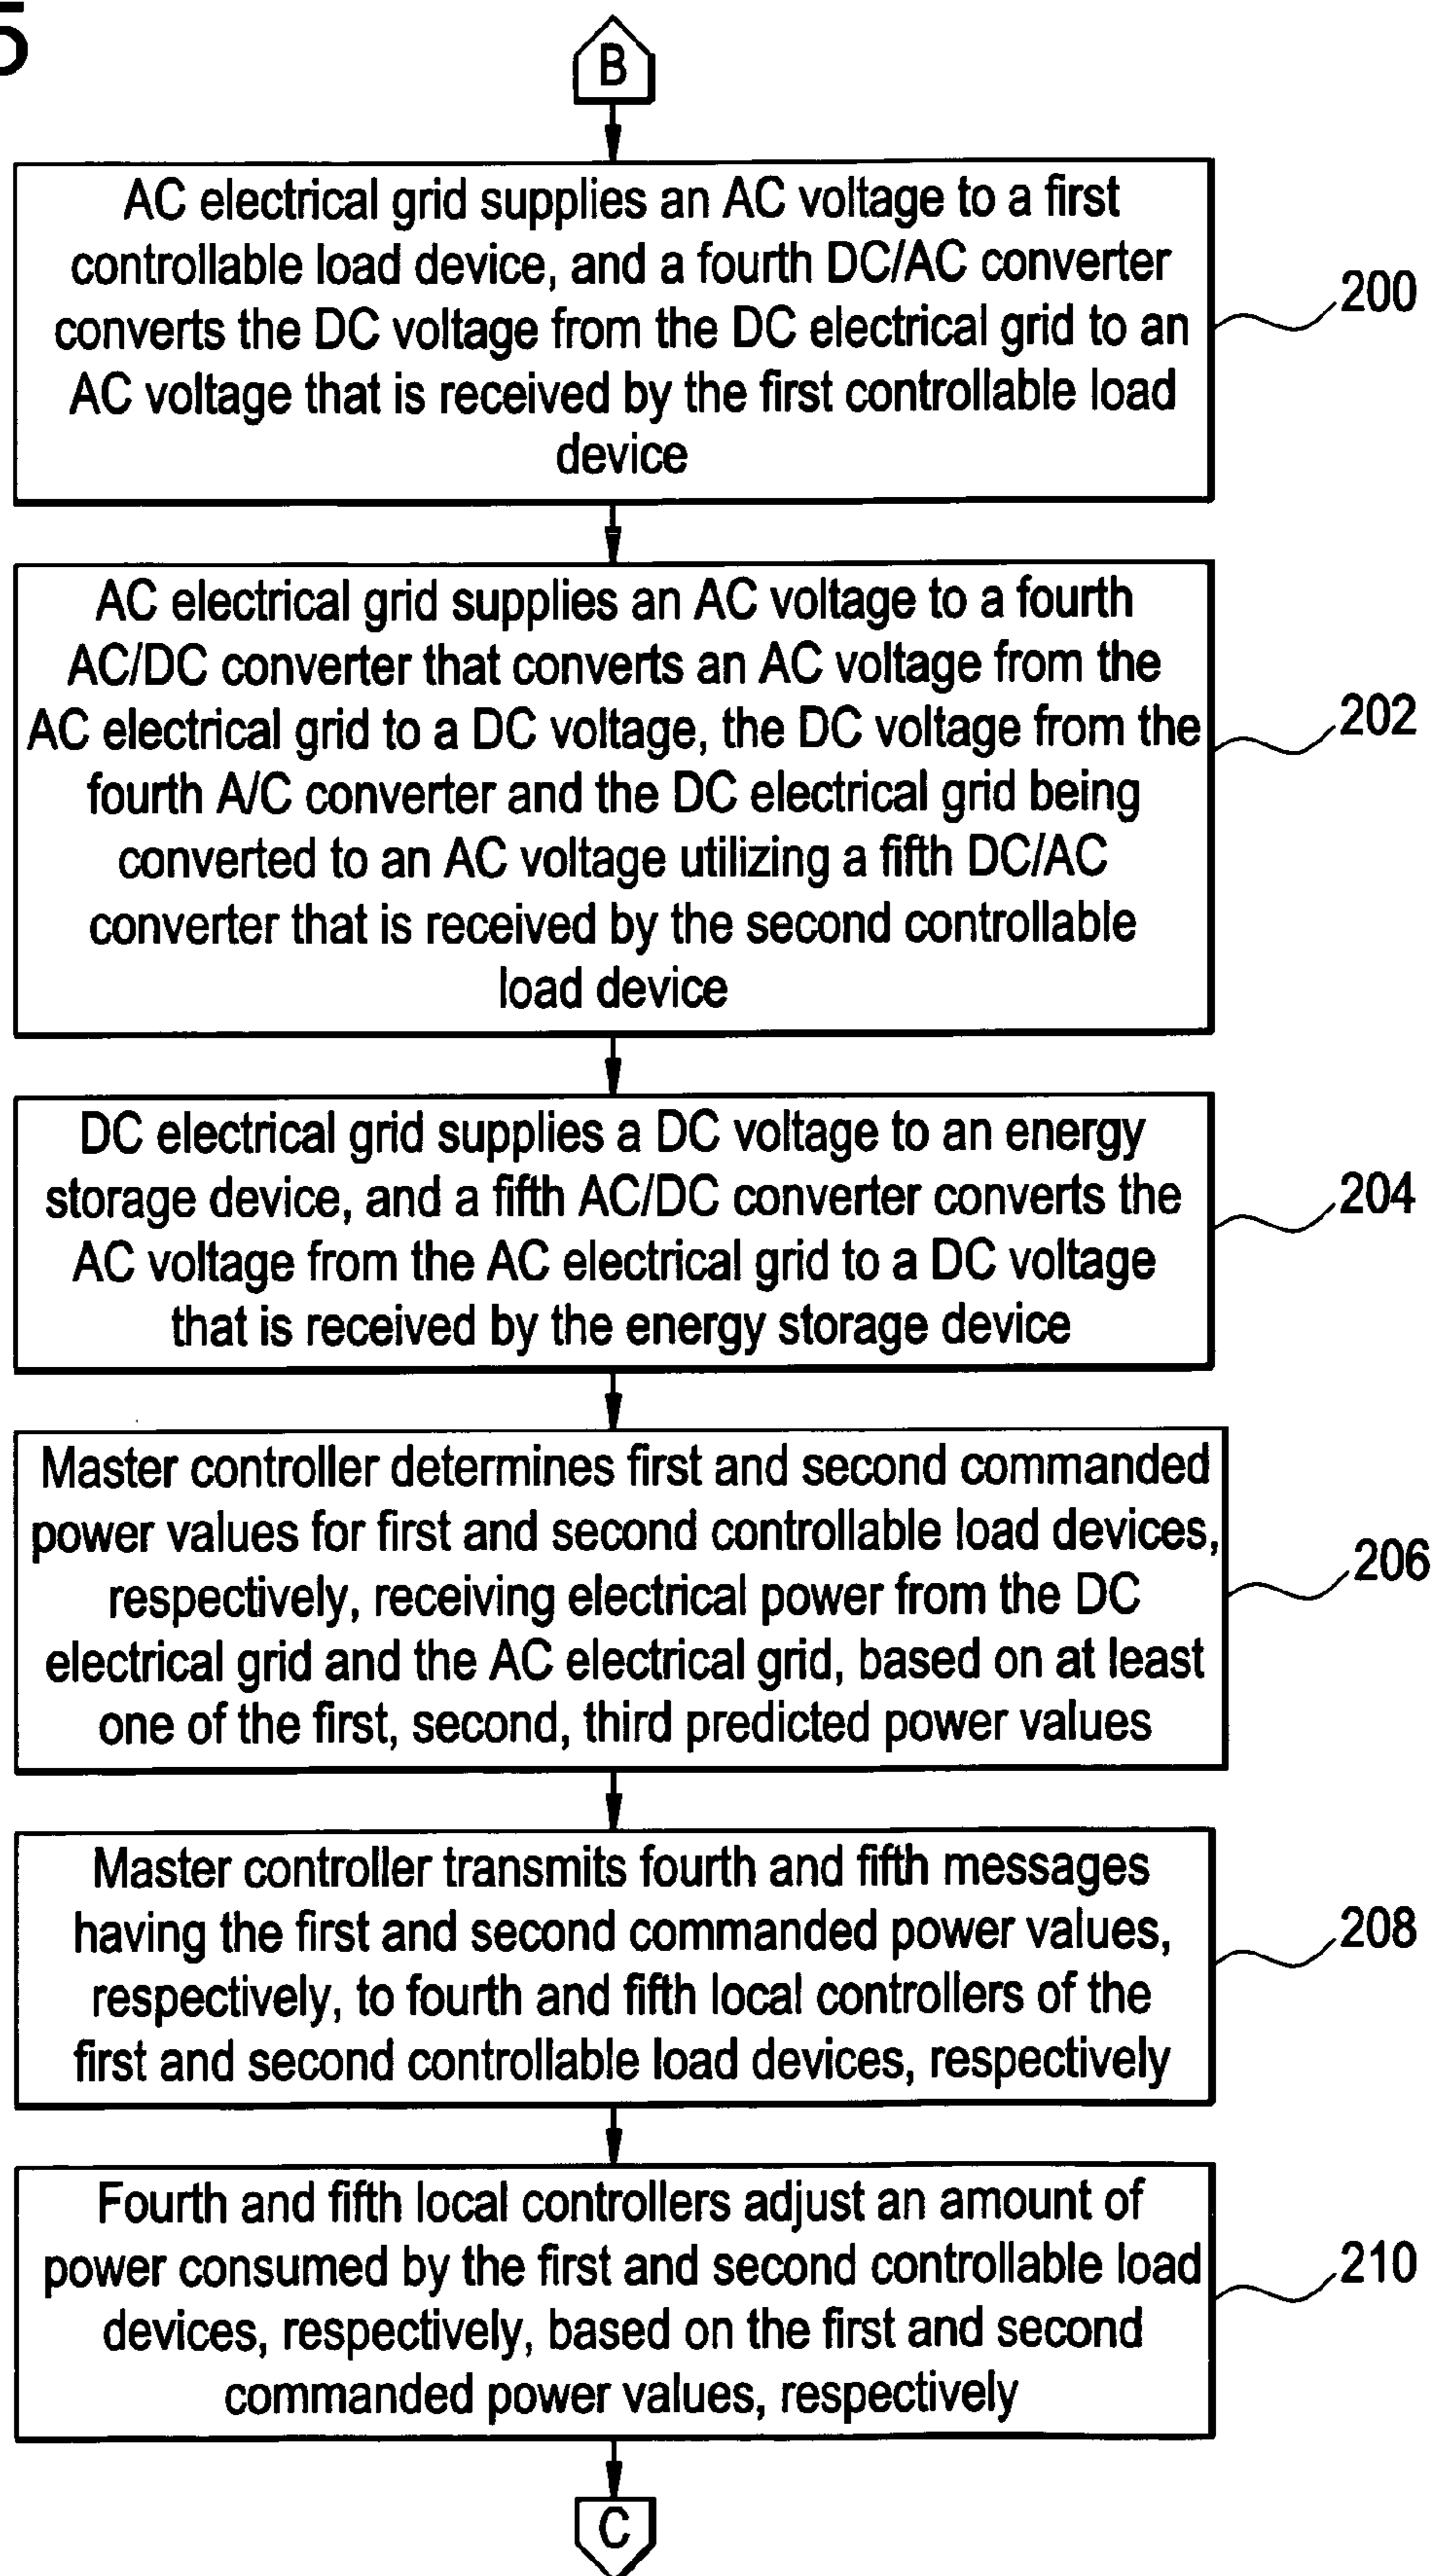 5
B
AC electrical grid supplies an AC voltage to a first
controllable load device, and a fourth DC/AC converter
converts the DC voltage from the DC electrical grid to an
AC voltage that is received by the first controllable load
device
200
AC electrical grid supplies an AC voltage to a fourth
AC/DC converter that converts an AC voltage from the
AC electrical grid to a DC voltage, the DC voltage from the
fourth A/C converter and the DC electrical grid being
converted to an AC voltage utilizing a fifth DC/AC
converter that is received by the second controllable
load device
202
DC electrical grid supplies a DC voltage to an energy
storage device, and a fifth AC/DC converter converts the
AC voltage from the AC electrical grid to a DC voltage
that is received by the energy storage device
204
Master controller determines first and second commanded
power values for first and second controllable load devices,
respectively, receiving electrical power from the DC
electrical grid and the AC electrical grid, based on at least
one of the first, second, third predicted power values
206
Master controller transmits fourth and fifth messages
having the first and second commanded power values,
respectively, to fourth and fifth local controllers of the
first and second controllable load devices, respectively
208
Fourth and fifth local controllers adjust an amount of
power consumed by the first and second controllable load
devices, respectively, based on the first and second
commanded power values, respectively
210
C